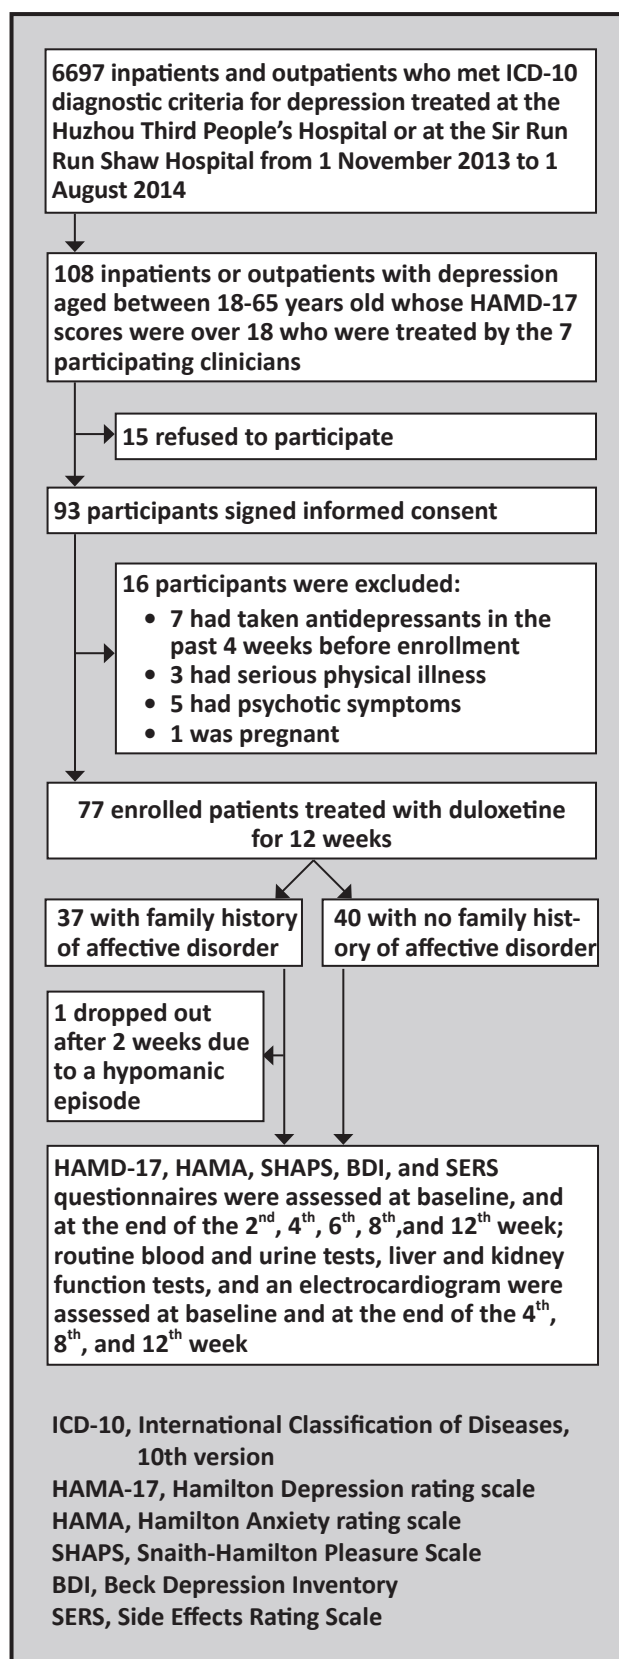 6697 inpatients and outpatients who met ICD-10
diagnostic criteria for depression treated at the
Huzhou Third People's Hospital or at the Sir Run
Run Shaw Hospital from 1 November 2013 to 1
August 2014
108 inpatients or outpatients with depression
aged between 18-65 years old whose HAMD-17
scores were over 18 who were treated by the 7
participating clinicians
15 refused to participate
93 participants signed informed consent
16 participants were excluded:
• 7 had taken antidepressants in the
past 4 weeks before enrollment
• 3 had serious physical illness
• 5 had psychotic symptoms
• 1 was pregnant
77 enrolled patients treated with duloxetine
for 12 weeks
37 with family history
of affective disorder
40 with no family hist-
ory of affective disorder
1 dropped out
after 2 weeks due
to a hypomanic
episode
HAMD-17, HAMA, SHAPS, BDI, and SERS
questionnaires were assessed at baseline, and
at the end of the 2nd, 4th, 6th, 8th,and 12th week;
routine blood and urine tests, liver and kidney
function tests, and an electrocardiogram were
assessed at baseline and at the end of the 4th,
8th, and 12th week
ICD-10, International Classification of Diseases,
10th version
HAMA-17, Hamilton Depression rating scale
HAMA, Hamilton Anxiety rating scale
SHAPS, Snaith-Hamilton Pleasure Scale
BDI, Beck Depression Inventory
SERS, Side Effects Rating Scale